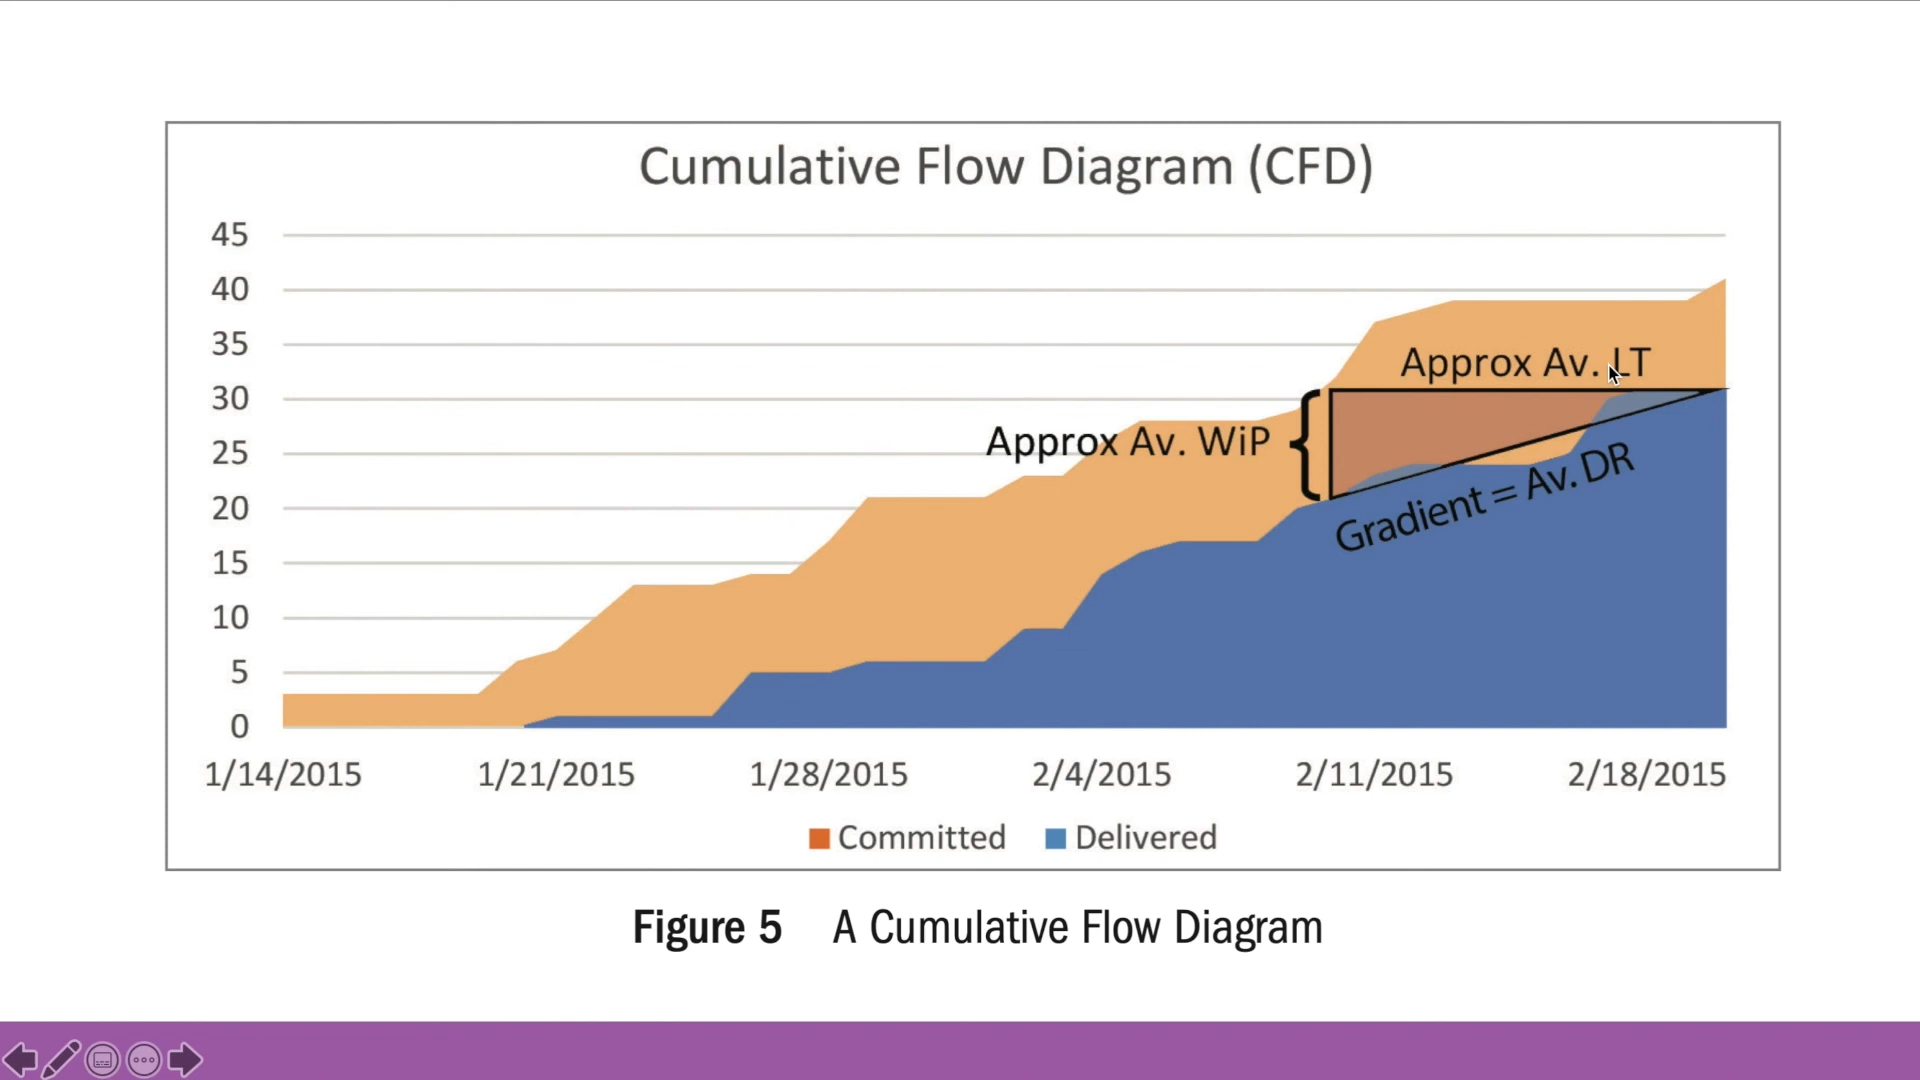 Cumulative Flow Diagram (CFD)
45
40
35
30
25
20
15
10
5
0
Approx Av. LT
Approx Av. WiP
Gradient = Av. DR
1/14/2015 1/21/2015 1/28/2015 2/4/2015 2/11/2015 2/18/2015
Committed Delivered
Figure 5 A Cumulative Flow Diagram